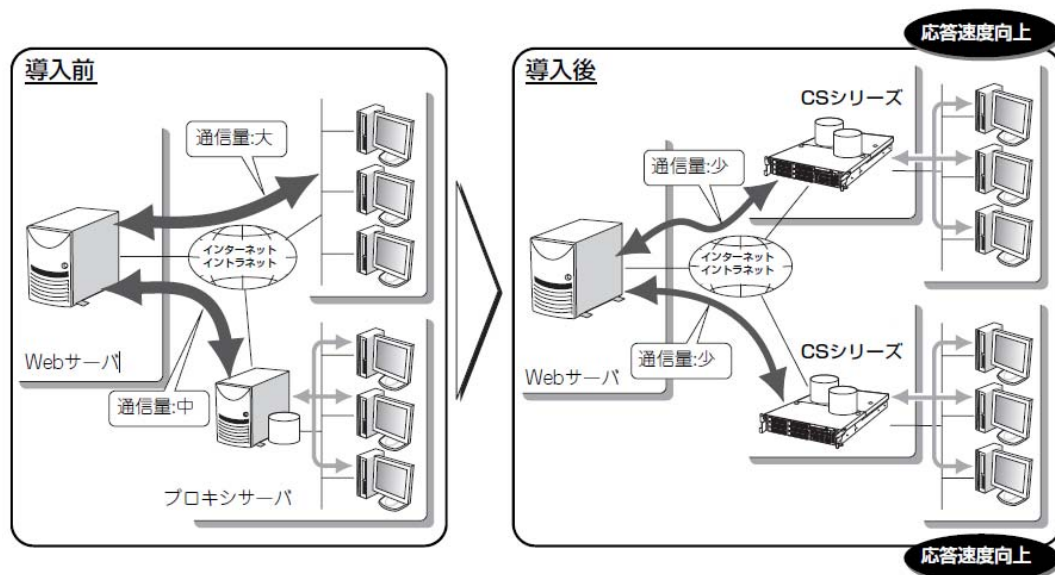 導入前
通信量:大
インターネット
イントラネット
Webサーバ
通信量:中
プロキシサーバ
応答速度向上
導入後
CSシリーズ
通信量:少
インターネット
イントラネット
通信量:少
CSシリーズ
Webサーバ
応答速度向上